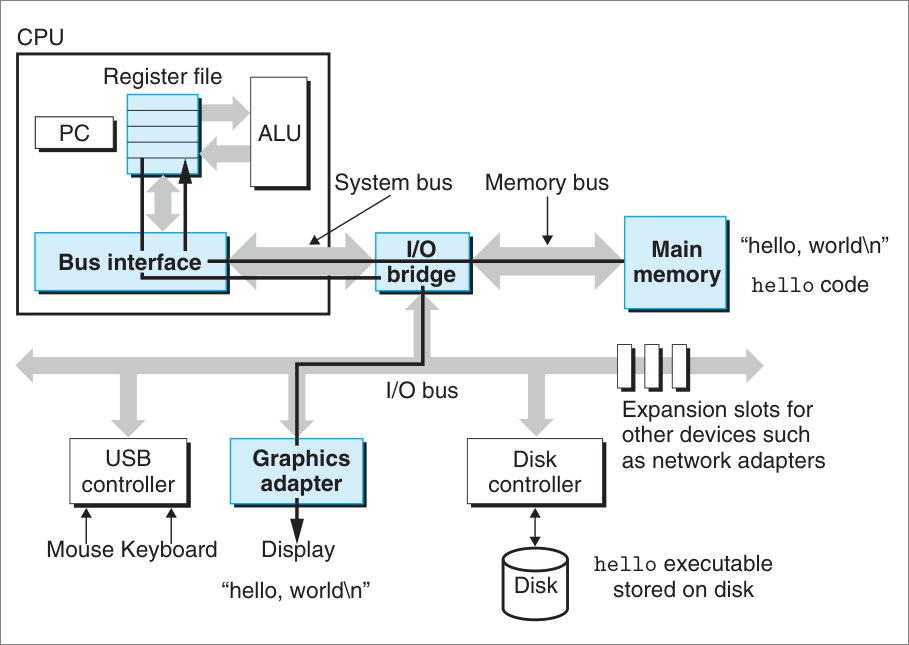 CPU
Register file
PC
ALU
System bus
Memory bus
Bus interface
I/O
bridge
Main
memory
“hello, world\n”
hello code
I/O bus
Expansion slots for
other devices such
as network adapters
USB
controller
Graphics
adapter
Disk
controller
Mouse Keyboard
Display
“hello, world\n”
Disk
hello executable
stored on disk